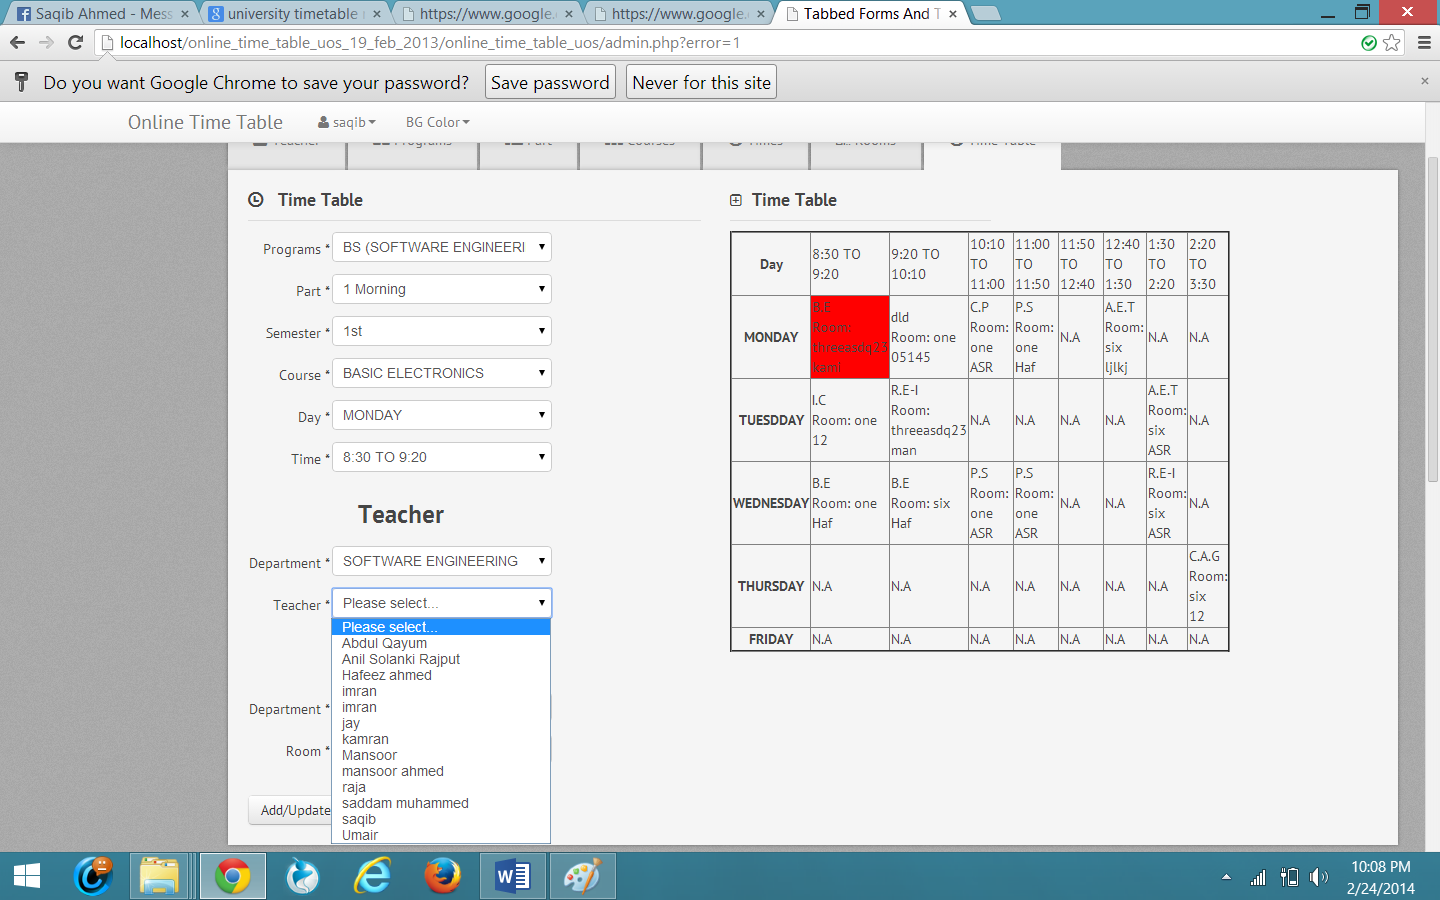 Saqib Ahmed - Mess
university timetable
https://www.google.
https://www.google.
Tabbed Forms And T
localhost/online_time_table_uos_19_feb_2013/online_time_table_uos/admin.php?error=1
Do you want Google Chrome to save your password?
Save password
Never for this site
Online Time Table
saqib
BG Color
Teacher
Programs
Part
Courses
Times
Rooms
Time Table
Time Table
Programs *
BS (SOFTWARE ENGINEERI
Part *
1 Morning
Semester *
1st
Course *
BASIC ELECTRONICS
Day *
MONDAY
Time *
8:30 TO 9:20
Teacher
Department *
SOFTWARE ENGINEERING
Teacher *
Please select...
Please select...
Abdul Qayum
Anil Solanki Rajput
Hafeez ahmed
imran
imran
jay
kamran
Mansoor
mansoor ahmed
raja
saddam muhammed
saqib
Umair
Department *
Room *
Add/Update
Time Table
Day
8:30 TO
9:20
9:20 TO
10:10
10:10
TO
11:00
11:00
TO
11:50
11:50
TO
12:40
12:40
TO
1:30
1:30
TO
2:20
2:20
TO
3:30
MONDAY
B.E
Room:
threeasdq23
kami
dld
Room: one
05145
C.P
Room:
one
ASR
P.S
Room:
one
Haf
N.A
A.E.T
Room:
six
ljlkj
N.A
N.A
TUESDDAY
I.C
Room: one
12
R.E-I
Room:
threeasdq23
man
N.A
N.A
N.A
N.A
A.E.T
Room:
six
ASR
N.A
WEDNESDAY
B.E
Room: one
Haf
B.E
Room: six
Haf
P.S
Room:
one
ASR
P.S
Room:
one
ASR
N.A
N.A
R.E-I
Room:
six
ASR
N.A
THURSDAY
N.A
N.A
N.A
N.A
N.A
N.A
N.A
C.A.G
Room:
six
12
FRIDAY
N.A
N.A
N.A
N.A
N.A
N.A
N.A
N.A
10:08 PM
2/24/2014